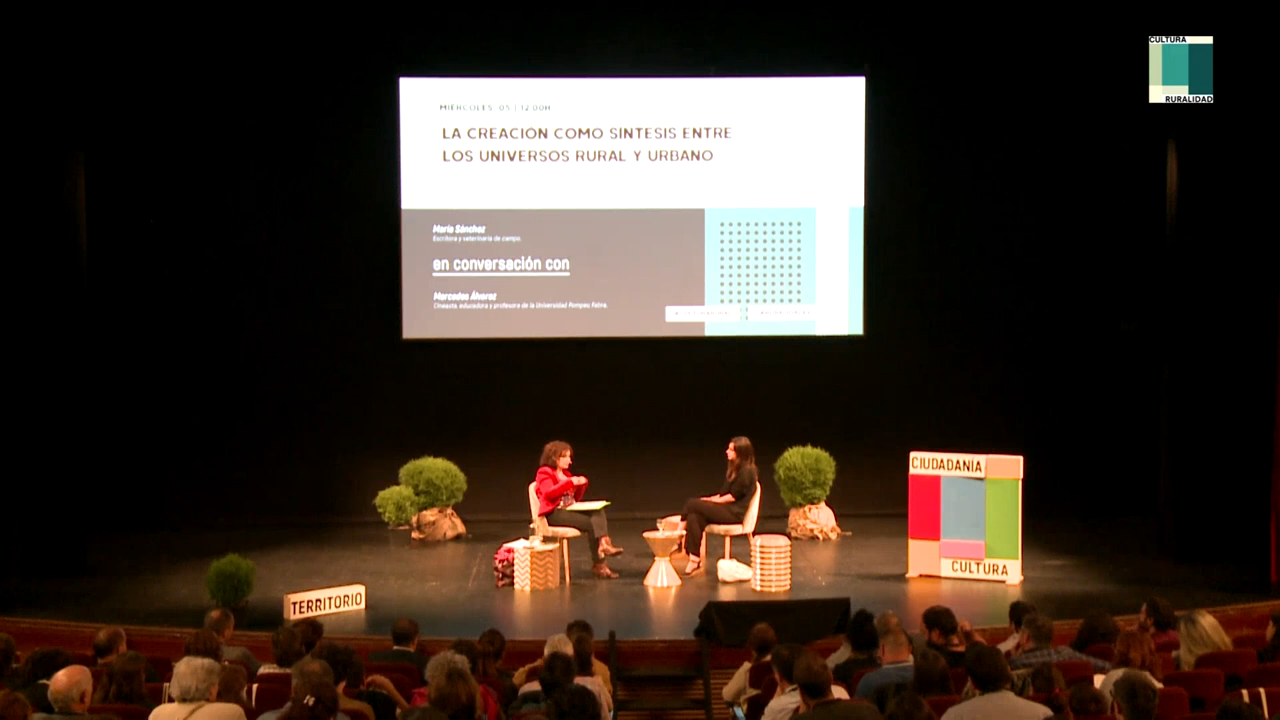 CULTURA
RURALIDAD
MIÉRCOLES, 05 | 12:00H
LA CREACION COMO SINTESIS ENTRE
LOS UNIVERSOS RURAL Y URBANO
María Sánchez
Escritora y veterinaria de campo.
en conversación con
Mercedes Álvarez
Cineasta, educadora y profesora de la Universidad Pompeu Fabra.
CIUDADANÍA
CULTURA
TERRITORIO